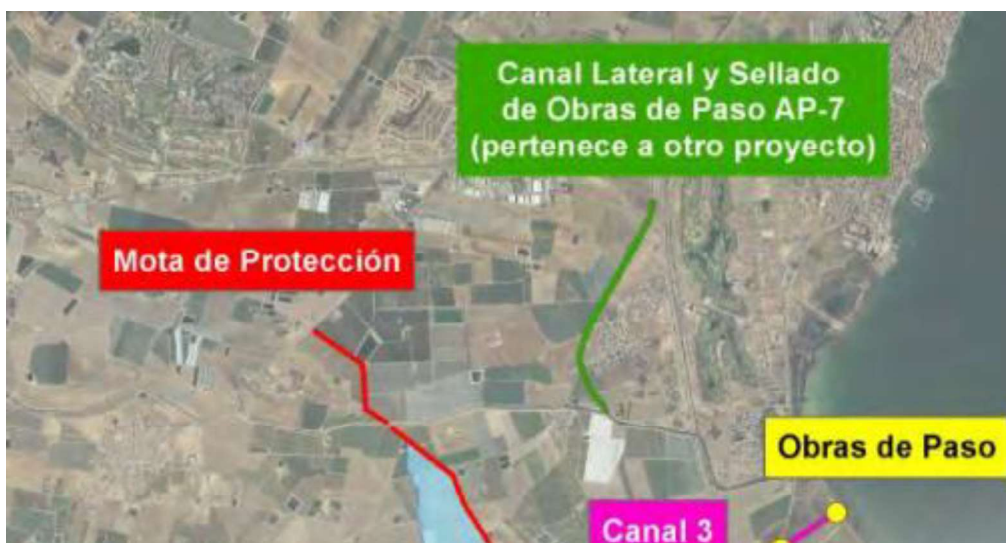 Canal Lateral y Sellado
de Obras de Paso AP-7
(pertenece a otro proyecto)
Mota de Protección
Obras de Paso
Canal 3